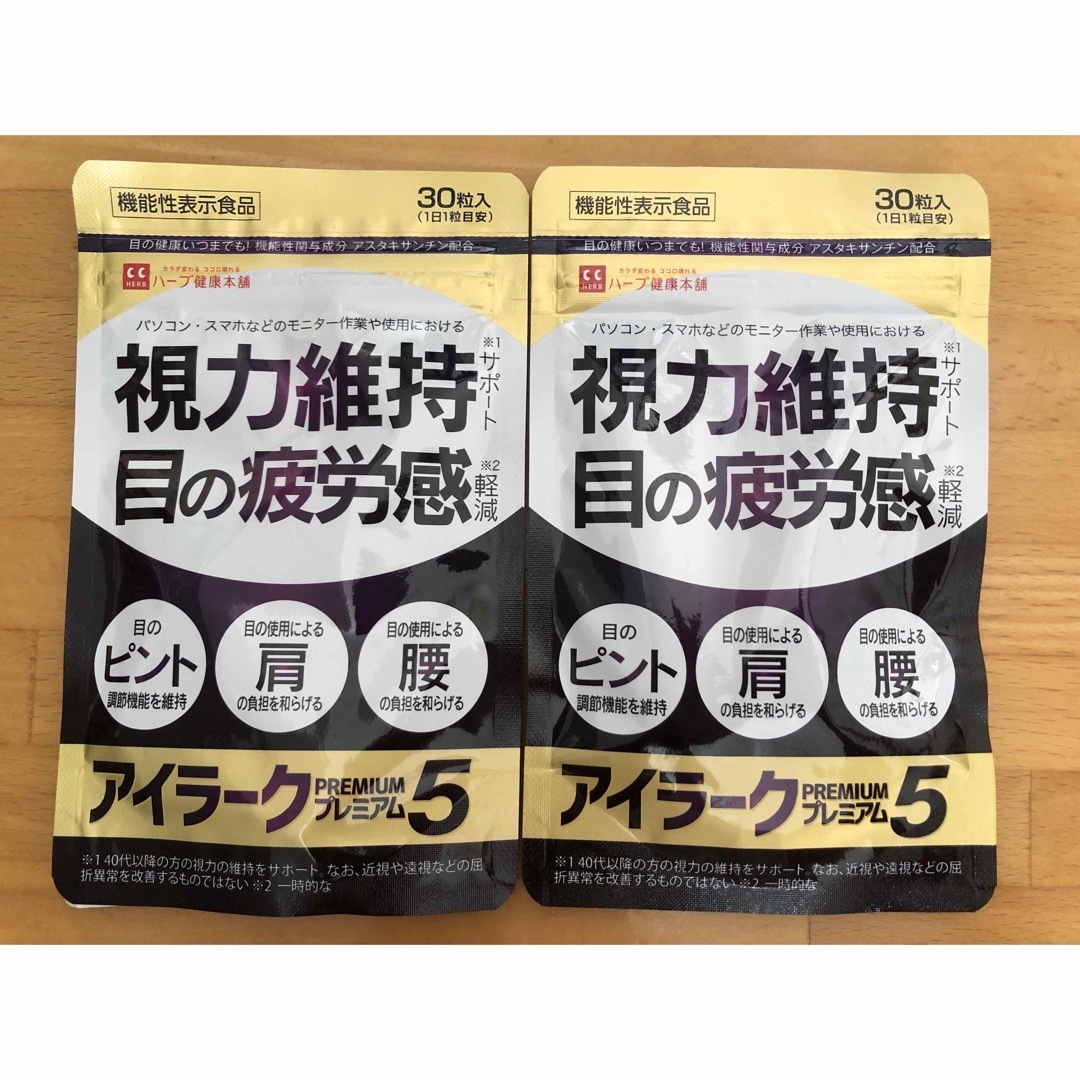 機能性表示食品
30粒入
(1日1粒目安)
目の健康いつまでも! 機能性関与成分 アスタキサンチン配合
CC
HERB
カラダ変わる ココロ晴れる
ハーブ健康本舗
パソコン・スマホなどのモニター作業や使用における
視力維持※1サポート
目の疲労感※2軽減
目の
ピント
調節機能を維持
目の使用による
肩
の負担を和らげる
目の使用による
腰
の負担を和らげる
アイラーク
PREMIUM
プレミアム
5
※1 40代以降の方の視力の維持をサポート。なお、近視や遠視などの屈
折異常を改善するものではない ※2 一時的な
機能性表示食品
30粒入
(1日1粒目安)
目の健康いつまでも! 機能性関与成分 アスタキサンチン配合
CC
HERB
カラダ変わる ココロ晴れる
ハーブ健康本舗
パソコン・スマホなどのモニター作業や使用における
視力維持※1サポート
目の疲労感※2軽減
目の
ピント
調節機能を維持
目の使用による
肩
の負担を和らげる
目の使用による
腰
の負担を和らげる
アイラーク
PREMIUM
プレミアム
5
※1 40代以降の方の視力の維持をサポート。なお、近視や遠視などの屈
折異常を改善するものではない ※2 一時的な